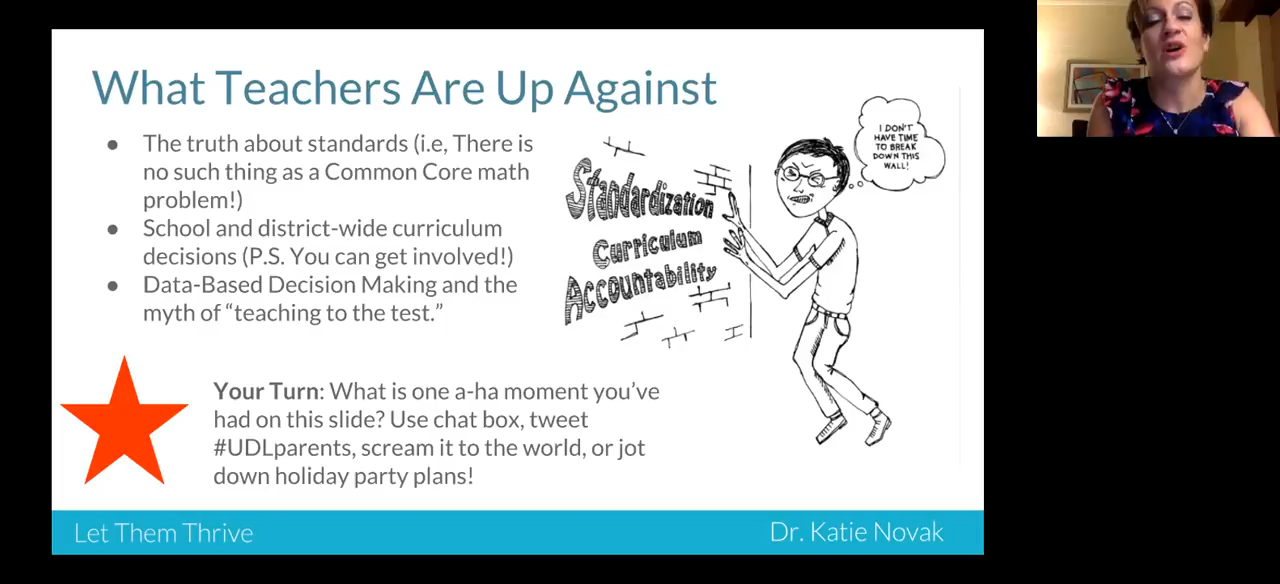 What Teachers Are Up Against
● The truth about standards (i.e, There is
no such thing as a Common Core math
problem!)
● School and district-wide curriculum
decisions (P.S. You can get involved!)
● Data-Based Decision Making and the
myth of “teaching to the test.”
Standardization
Curriculum
Accountability
I DON'T
HAVE TIME
TO BREAK
DOWN THIS
WALL!
Your Turn: What is one a-ha moment you’ve
had on this slide? Use chat box, tweet
#UDLparents, scream it to the world, or jot
down holiday party plans!
Let Them Thrive
Dr. Katie Novak